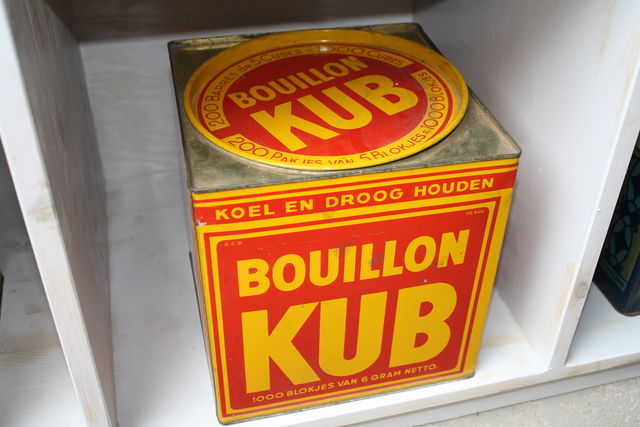 200 BARRES de 5 CUBES = 1000 CUBES
BOUILLON
KUB
200 PAKJES VAN 5 BLOKJES=1000 BLOKJES
KOEL EN DROOG HOUDEN
E.C.P.
BOUILLON
KUB
1000 BLOKJES VAN 6 GRAM NETTO.